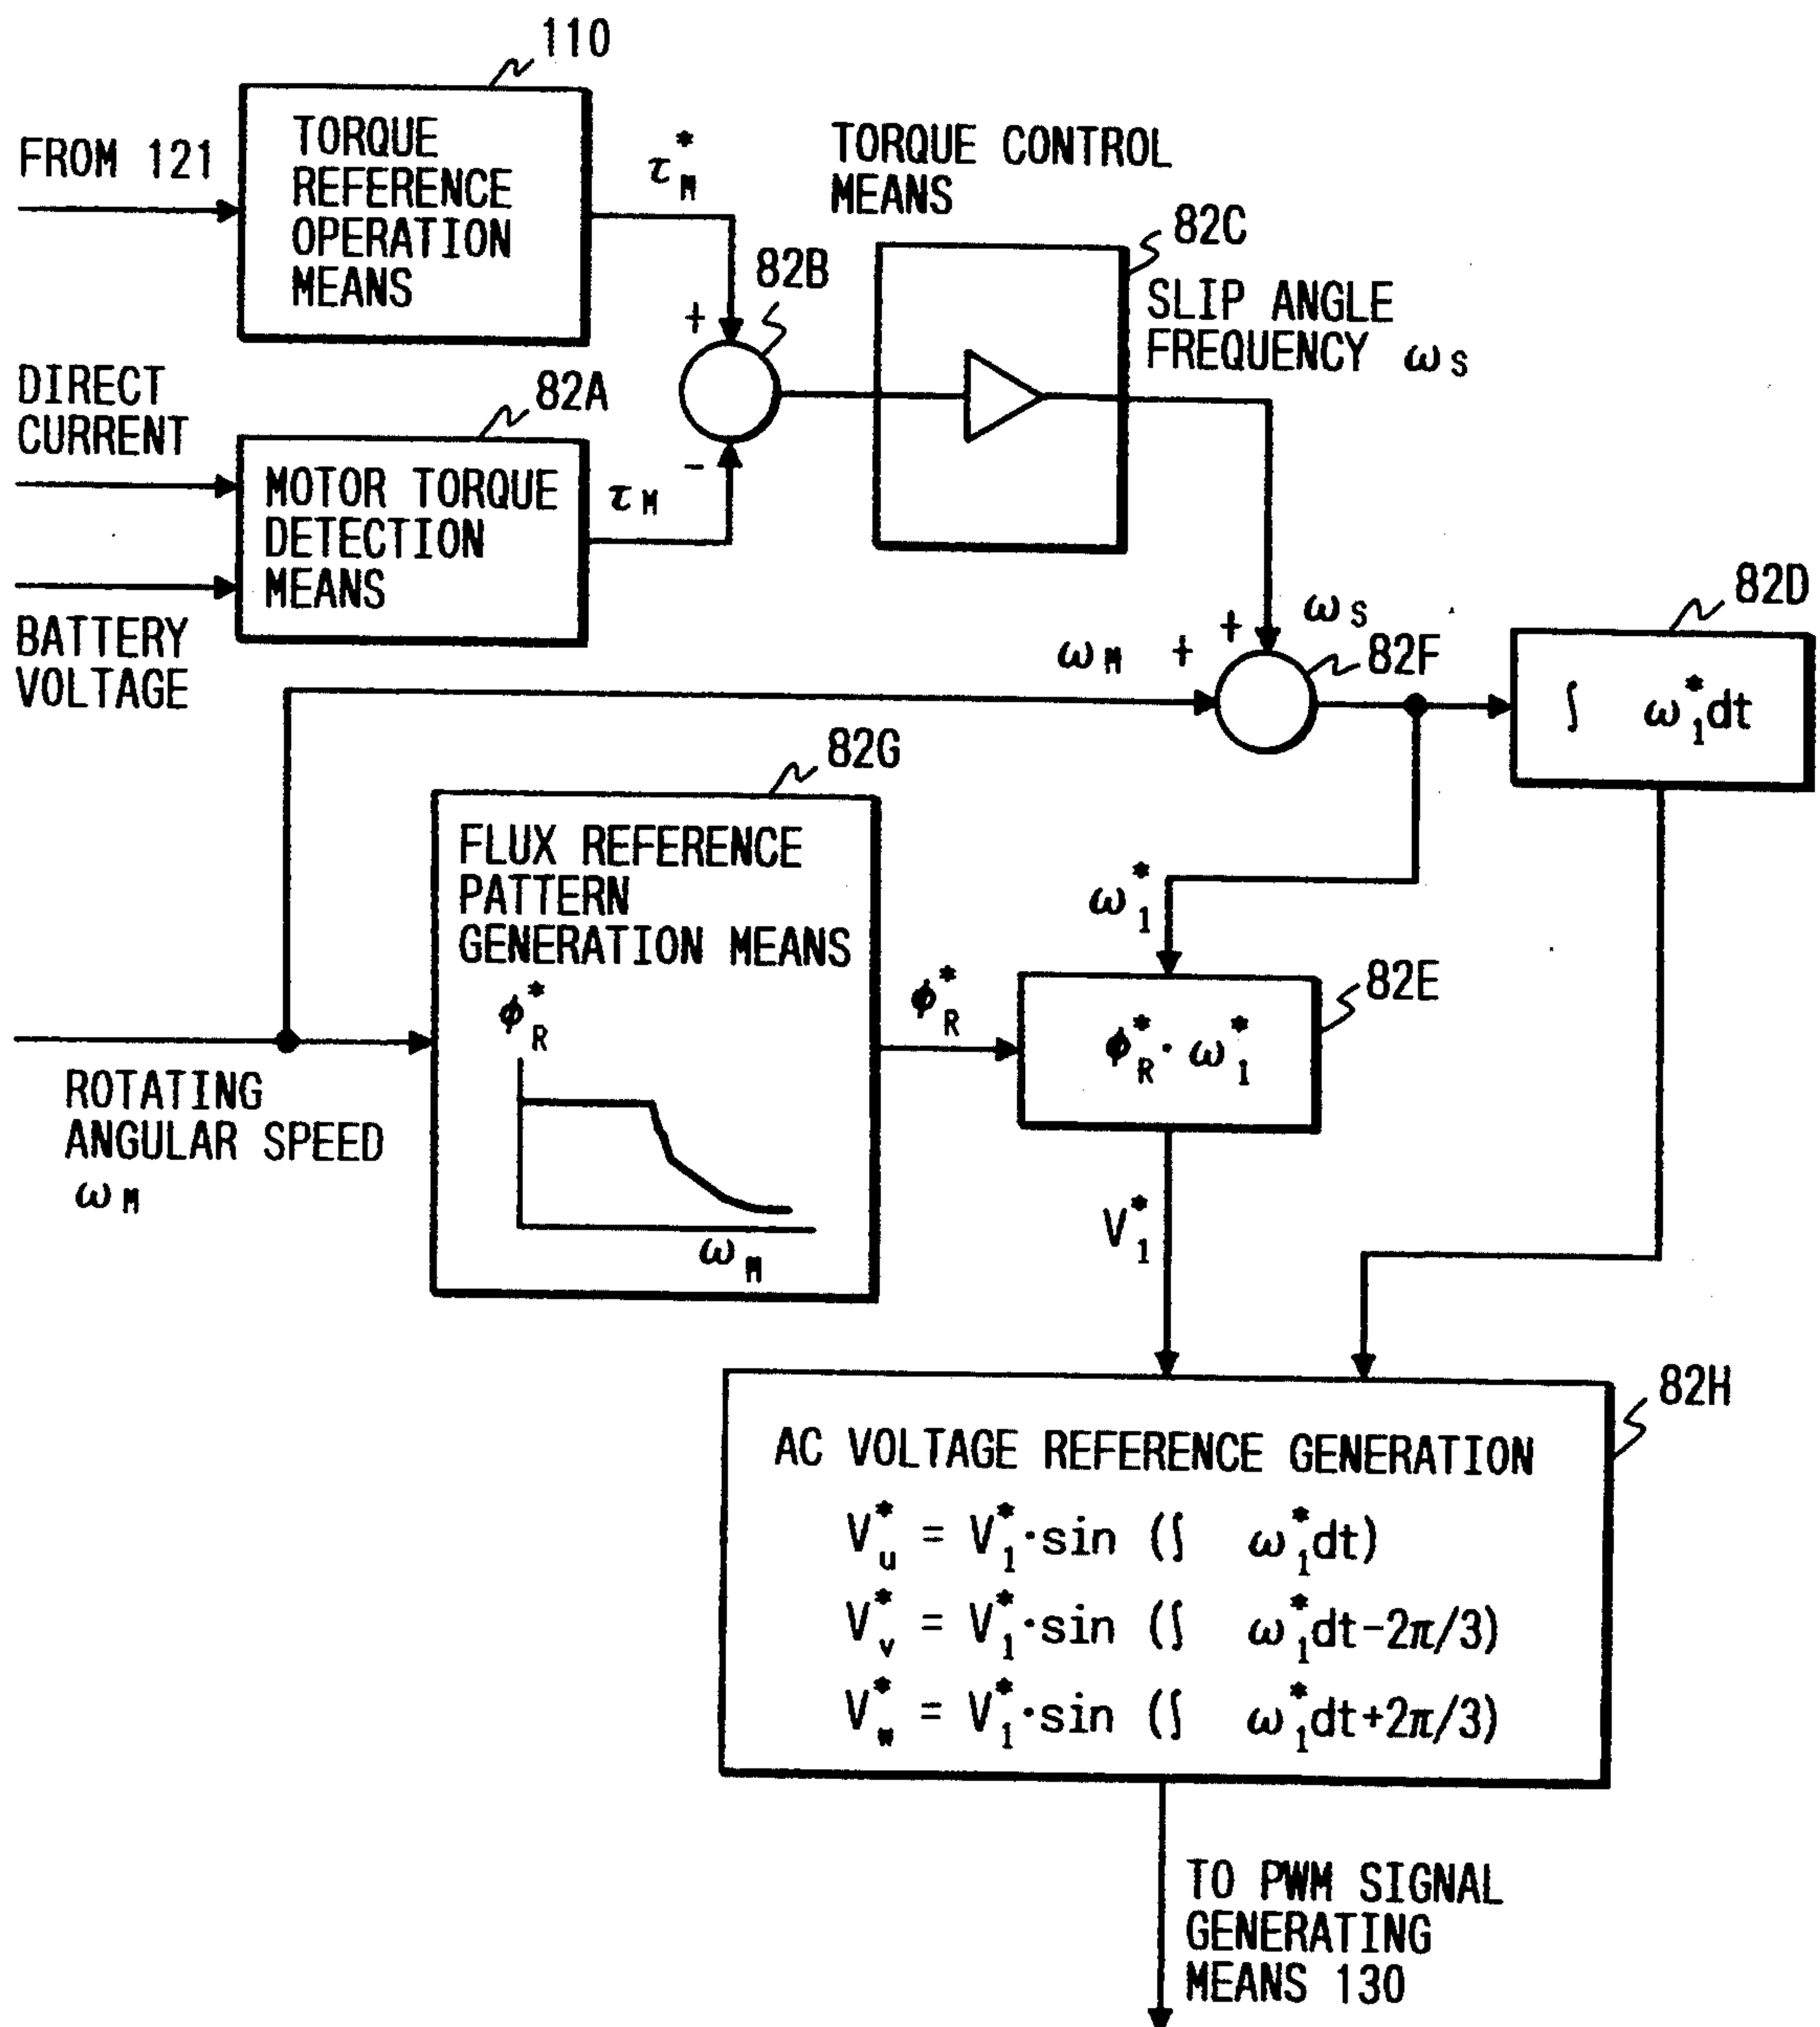 110
TORQUE
REFERENCE
OPERATION
MEANS
FROM 121
τ*M
TORQUE CONTROL
MEANS
82C
82B
+
-
SLIP ANGLE
FREQUENCY ωS
DIRECT
CURRENT
82A
MOTOR TORQUE
DETECTION
MEANS
τM
BATTERY
VOLTAGE
ωS
+
ωM +
82F
82D
∫ ω*1dt
82G
FLUX REFERENCE
PATTERN
GENERATION MEANS
φ*R
ωM
ROTATING
ANGULAR SPEED
ωM
φ*R
ω*1
82E
φ*R·ω*1
V*1
82H
AC VOLTAGE REFERENCE GENERATION
V*u = V*1·sin (∫ ω*1dt)
V*v = V*1·sin (∫ ω*1dt-2π/3)
V*w = V*1·sin (∫ ω*1dt+2π/3)
TO PWM SIGNAL
GENERATING
MEANS 130